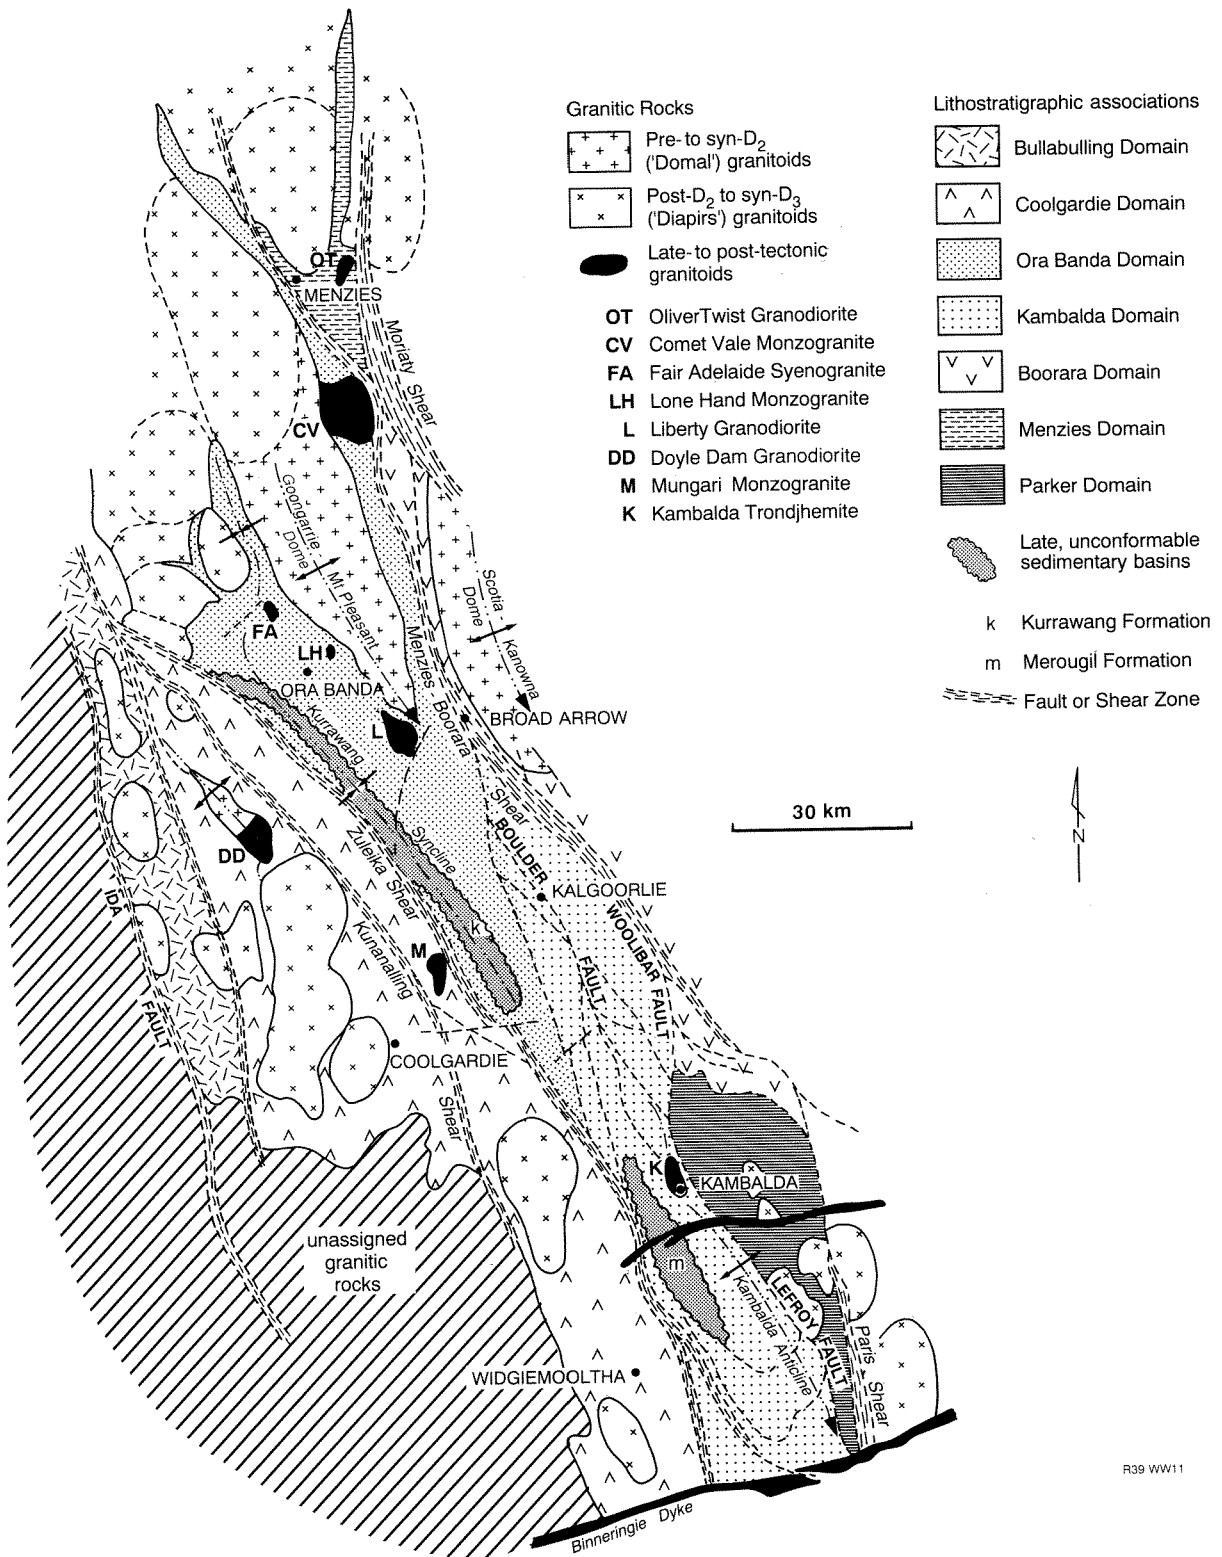 Granitic Rocks
Pre- to syn-D2
('Domal') granitoids
Post-D2 to syn-D3
('Diapirs') granitoids
Late- to post-tectonic
granitoids
OT OliverTwist Granodiorite
CV Comet Vale Monzogranite
FA Fair Adelaide Syenogranite
LH Lone Hand Monzogranite
L Liberty Granodiorite
DD Doyle Dam Granodiorite
M Mungari Monzogranite
K Kambalda Trondjhemite
Lithostratigraphic associations
Bullabulling Domain
Coolgardie Domain
Ora Banda Domain
Kambalda Domain
Boorara Domain
Menzies Domain
Parker Domain
Late, unconformable
sedimentary basins
k Kurrawang Formation
m Merougil Formation
Fault or Shear Zone
30 km
N
OT
MENZIES
Moriaty Shear
CV
Goongarrie
Dome
Mt Pleasant
Scotia
Dome
Kanowna
Menzies
Boorara
Shear
FA
LH
ORA BANDA
L
BROAD ARROW
Kurrawang
Syncline
k
Zuleika Shear
BOULDER
FAULT
KALGOORLIE
WOOLIBAR FAULT
DD
IDA
FAULT
M
Kunanalling
Shear
COOLGARDIE
K
KAMBALDA
m
unassigned
granitic
rocks
Kambalda Anticline
LEFROY
FAULT
Paris
Shear
WIDGIEMOOLTHA
Binneringie Dyke
R39 WW11